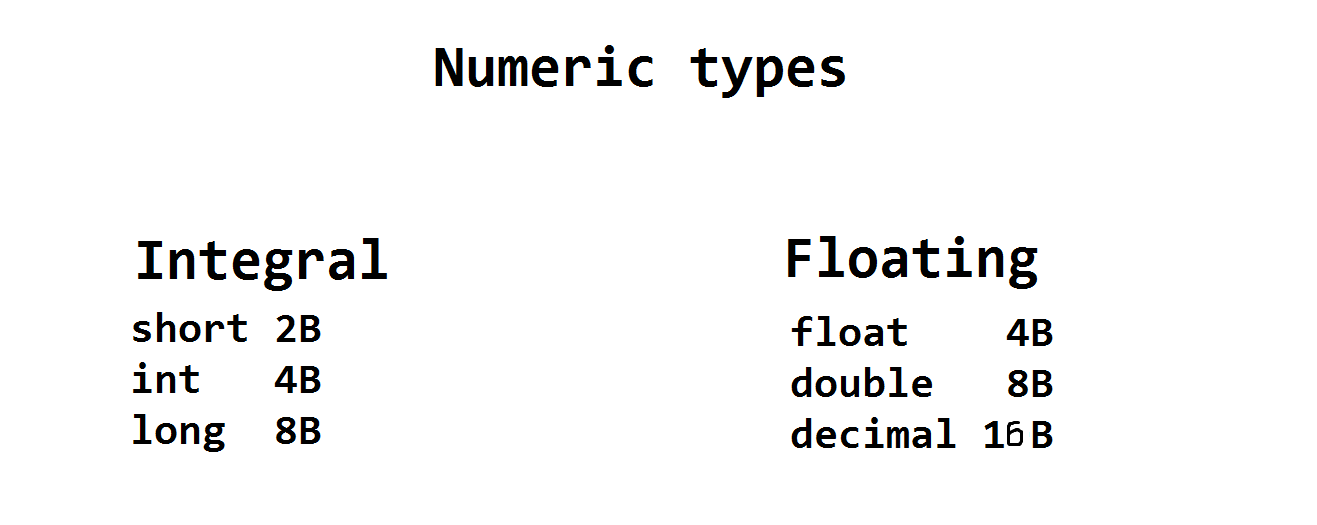 Numeric types
Integral
short 2B
int 4B
long 8B
Floating
float 4B
double 8B
decimal 16B